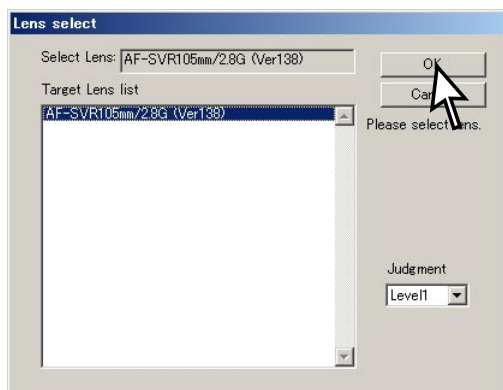 Lens select
Select Lens: AF-SVR105mm/2.8G (Ver138)
OK
Target Lens list
AF-SVR105mm/2.8G (Ver138)
Please select
Judgment
Level1